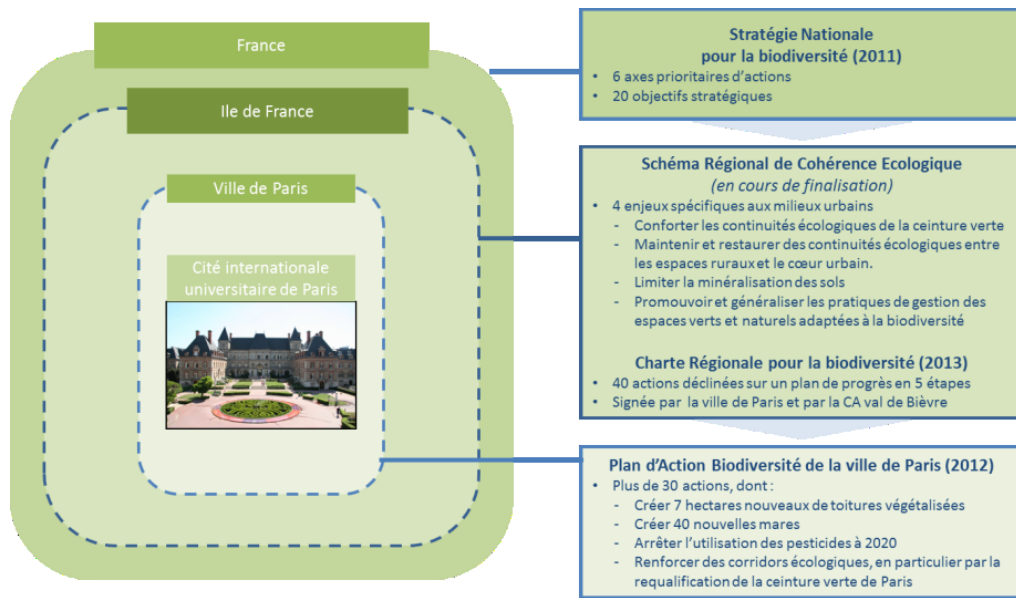 France
Ile de France
Ville de Paris
Cité internationale
universitaire de Paris
Stratégie Nationale
pour la biodiversité (2011)
• 6 axes prioritaires d'actions
• 20 objectifs stratégiques
Schéma Régional de Cohérence Ecologique
(en cours de finalisation)
• 4 enjeux spécifiques aux milieux urbains
- Conforter les continuités écologiques de la ceinture verte
- Maintenir et restaurer des continuités écologiques entre
les espaces ruraux et le cœur urbain.
- Limiter la minéralisation des sols
- Promouvoir et généraliser les pratiques de gestion des
espaces verts et naturels adaptées à la biodiversité
Charte Régionale pour la biodiversité (2013)
• 40 actions déclinées sur un plan de progrès en 5 étapes
• Signée par la ville de Paris et par la CA val de Bièvre
Plan d'Action Biodiversité de la ville de Paris (2012)
• Plus de 30 actions, dont :
- Créer 7 hectares nouveaux de toitures végétalisées
- Créer 40 nouvelles mares
- Arrêter l'utilisation des pesticides à 2020
- Renforcer des corridors écologiques, en particulier par la
requalification de la ceinture verte de Paris